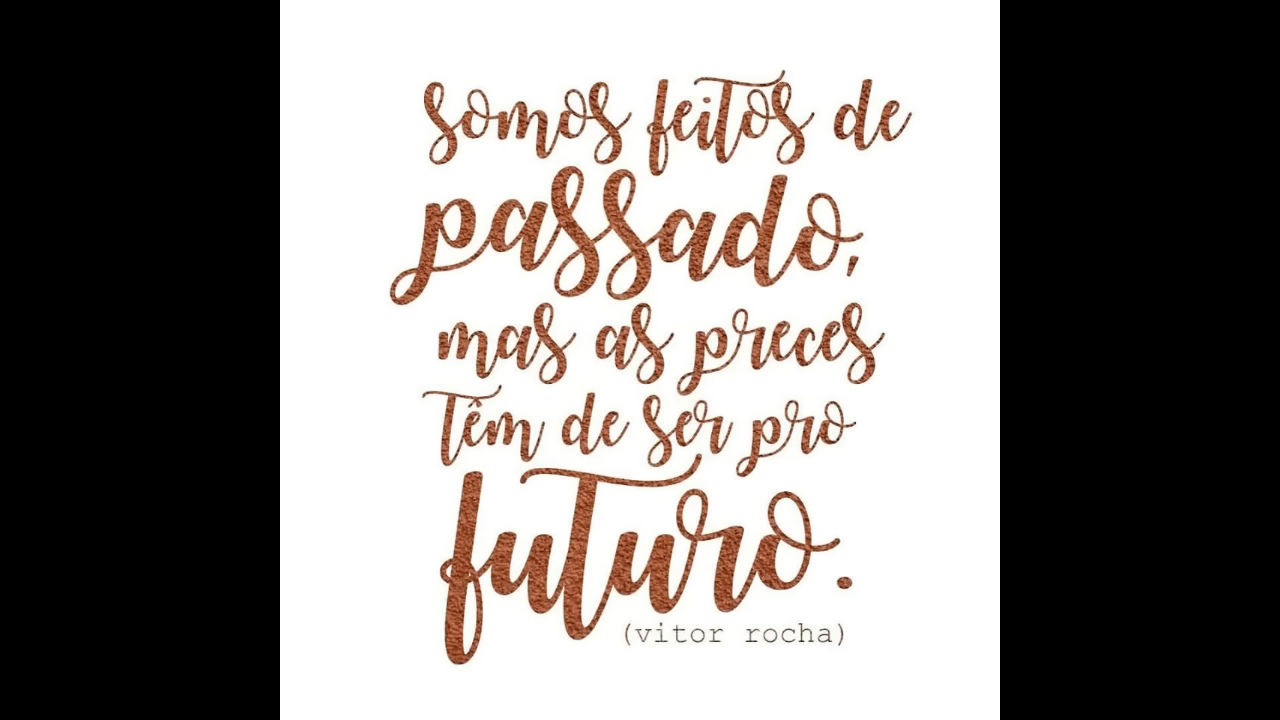 somos feitos de
passado,
mas as preces
têm de ser pro
futuro.
(vitor rocha)